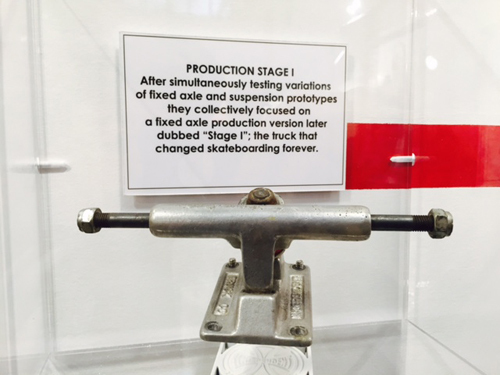 PRODUCTION STAGE I
After simultaneously testing variations
of fixed axle and suspension prototypes
they collectively focused on
a fixed axle production version later
dubbed “Stage I”; the truck that
changed skateboarding forever.